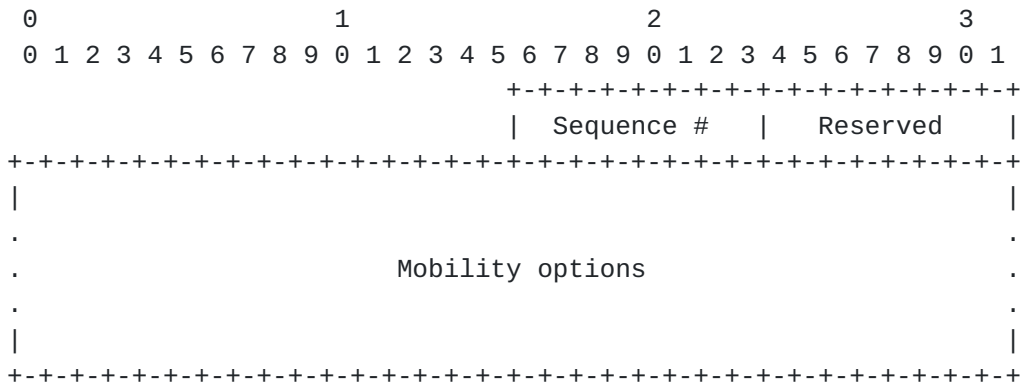 0                   1                   2                   3
 0 1 2 3 4 5 6 7 8 9 0 1 2 3 4 5 6 7 8 9 0 1 2 3 4 5 6 7 8 9 0 1
                                +-+-+-+-+-+-+-+-+-+-+-+-+-+-+-+-+
                                |  Sequence #   |   Reserved    |
+-+-+-+-+-+-+-+-+-+-+-+-+-+-+-+-+-+-+-+-+-+-+-+-+-+-+-+-+-+-+-+-+
|                                                               |
.                                                               .
.                        Mobility options                       .
.                                                               .
|                                                               |
+-+-+-+-+-+-+-+-+-+-+-+-+-+-+-+-+-+-+-+-+-+-+-+-+-+-+-+-+-+-+-+-+